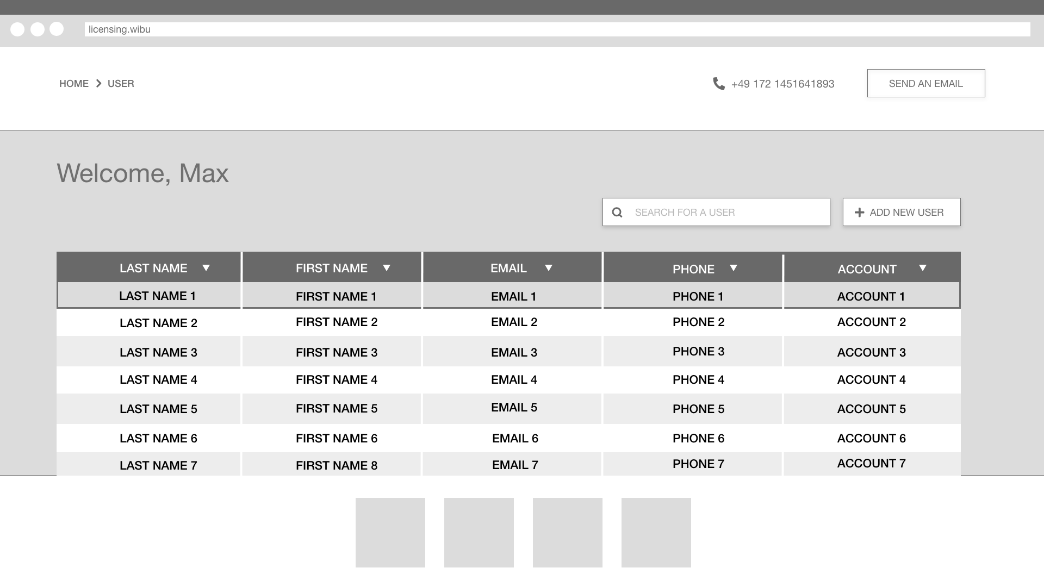 licensing.wibu
HOME > USER
+49 172 1451641893
SEND AN EMAIL
Welcome, Max
SEARCH FOR A USER
+ ADD NEW USER
LAST NAME ▼ FIRST NAME ▼ EMAIL ▼ PHONE ▼ ACCOUNT ▼
LAST NAME 1 FIRST NAME 1 EMAIL 1 PHONE 1 ACCOUNT 1
LAST NAME 2 FIRST NAME 2 EMAIL 2 PHONE 2 ACCOUNT 2
LAST NAME 3 FIRST NAME 3 EMAIL 3 PHONE 3 ACCOUNT 3
LAST NAME 4 FIRST NAME 4 EMAIL 4 PHONE 4 ACCOUNT 4
LAST NAME 5 FIRST NAME 5 EMAIL 5 PHONE 5 ACCOUNT 5
LAST NAME 6 FIRST NAME 6 EMAIL 6 PHONE 6 ACCOUNT 6
LAST NAME 7 FIRST NAME 8 EMAIL 7 PHONE 7 ACCOUNT 7